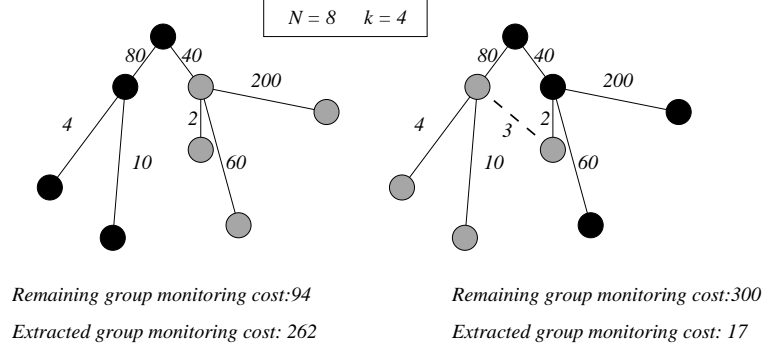 N = 8 k = 4
80 40
200
4
2
10
60
80 40
200
4
3
2
10
60
Remaining group monitoring cost:94
Extracted group monitoring cost: 262
Remaining group monitoring cost:300
Extracted group monitoring cost: 17